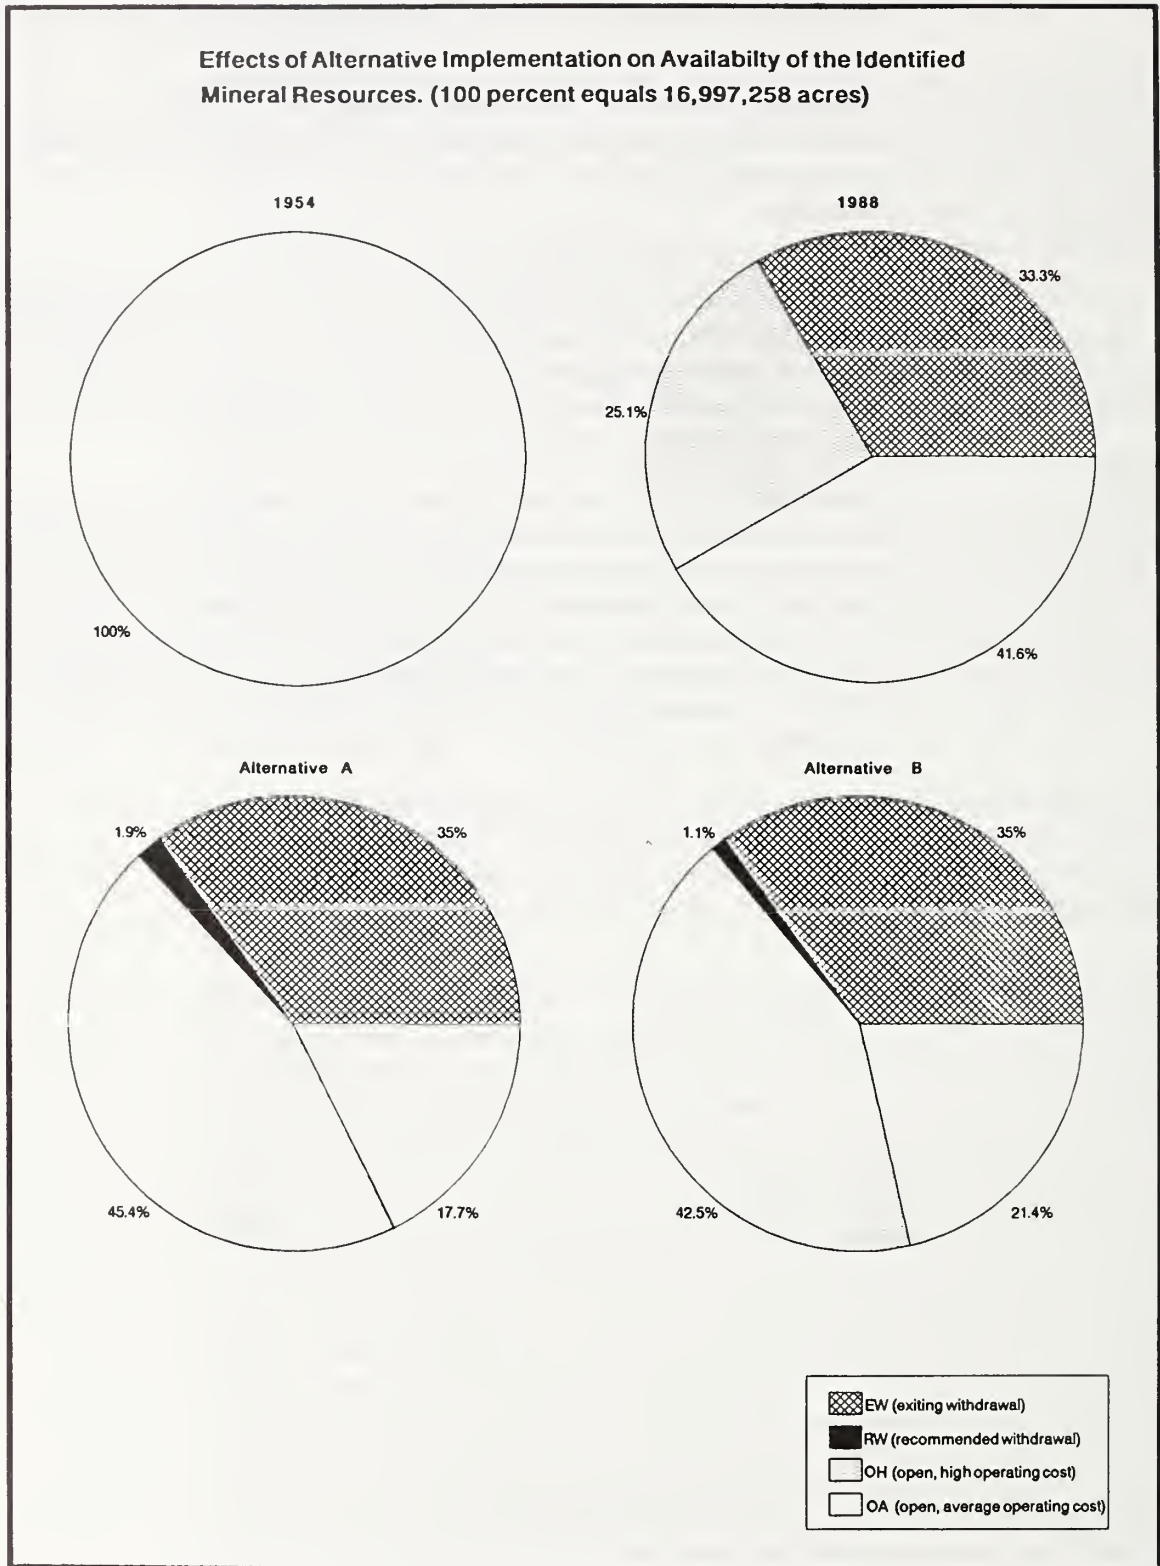 Effects of Alternative Implementation on Availabilty of the Identified
Mineral Resources. (100 percent equals 16,997,258 acres)
1954
1988
33.3%
25.1%
100%
41.6%
Alternative A
Alternative B
1.9%
35%
1.1%
35%
45.4%
17.7%
42.5%
21.4%
EW (exiting withdrawal)
RW (recommended withdrawal)
OH (open, high operating cost)
OA (open, average operating cost)